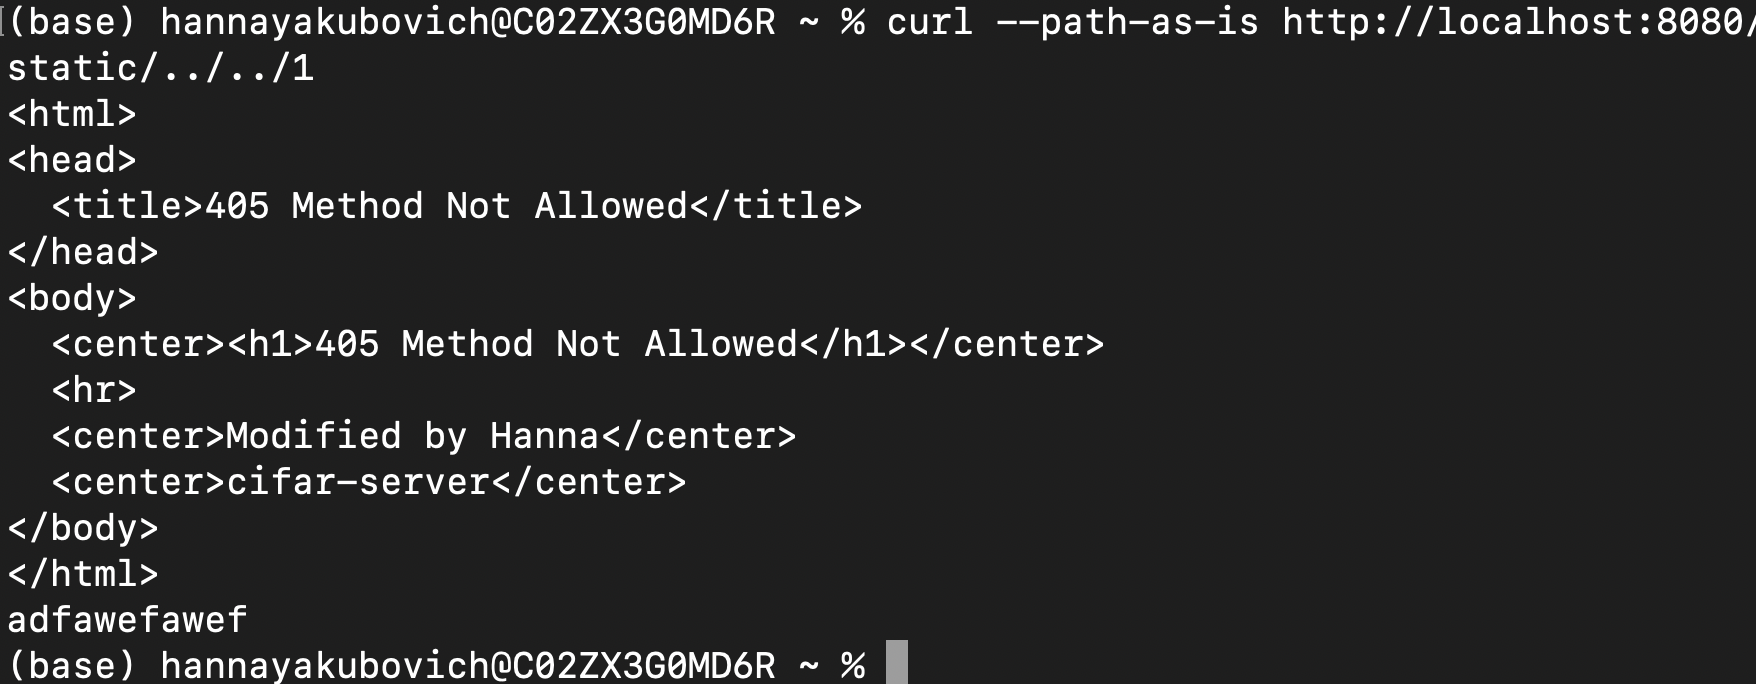 (base) hannayakubovich@C02ZX3G0MD6R ~ % curl --path-as-is http://localhost:8080/
static/../../1
<html>
<head>
  <title>405 Method Not Allowed</title>
</head>
<body>
  <center><h1>405 Method Not Allowed</h1></center>
  <hr>
  <center>Modified by Hanna</center>
  <center>cifar-server</center>
</body>
</html>
adfawefawef
(base) hannayakubovich@C02ZX3G0MD6R ~ %